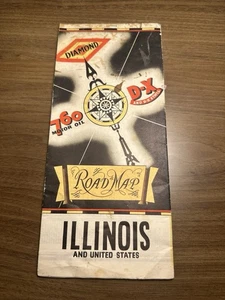 DIAMOND
760
MOTOR OIL
D-X
ROAD MAP
ILLINOIS
AND UNITED STATES